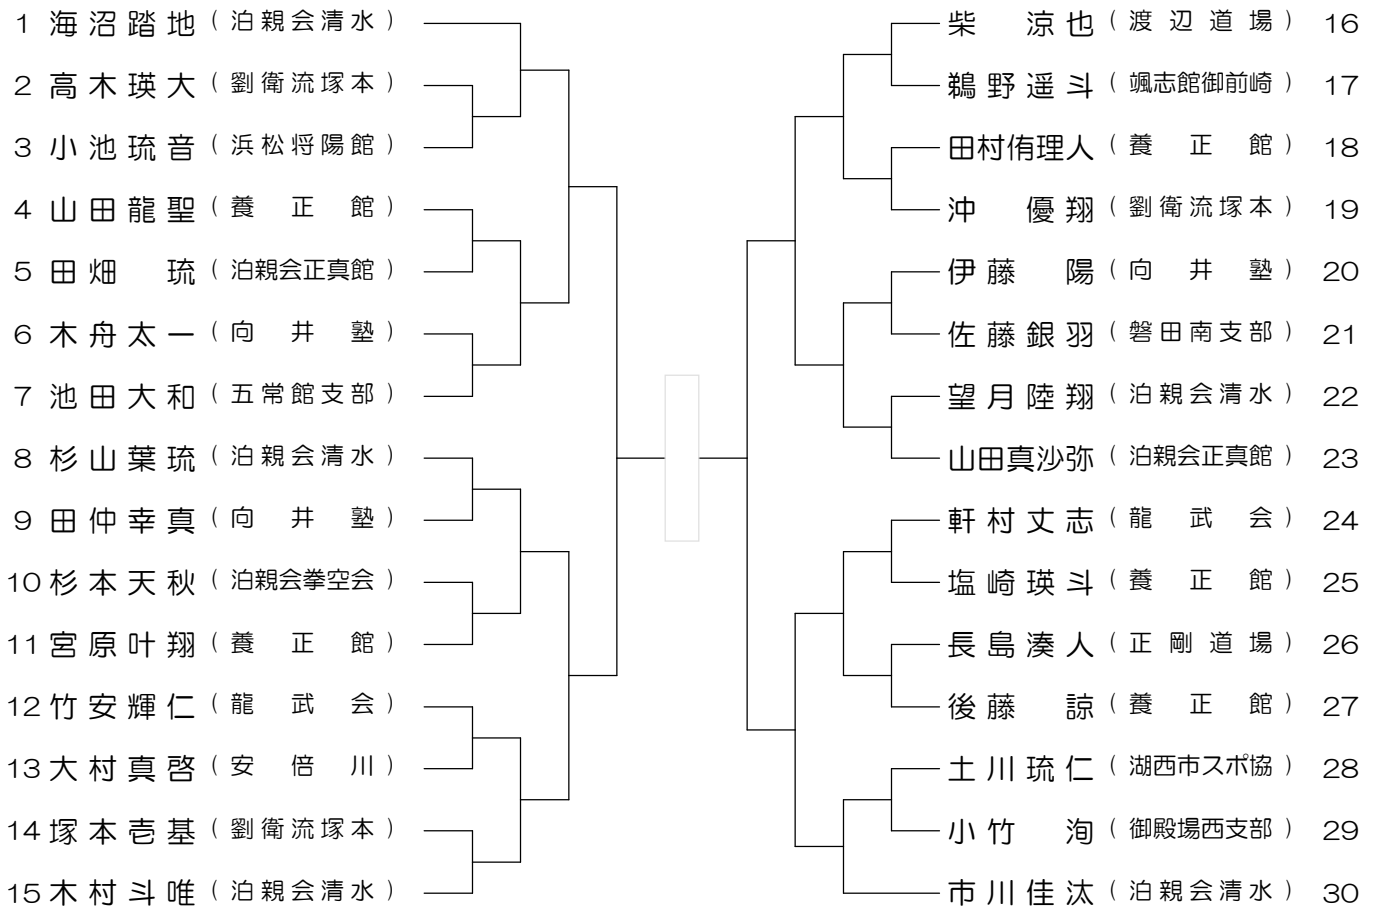 1 海沼踏地 (泊親会清水)
2 高木瑛大 (劉衛流塚本)
3 小池琉音 (浜松将陽館)
4 山田龍聖 (養正館)
5 田畑 琉 (泊親会正真館)
6 木舟太一 (向井塾)
7 池田大和 (五常館支部)
8 杉山葉琉 (泊親会清水)
9 田仲幸真 (向井塾)
10 杉本天秋 (泊親会拳空会)
11 宮原叶翔 (養正館)
12 竹安輝仁 (龍武会)
13 大村真啓 (安倍川)
14 塚本壱基 (劉衛流塚本)
15 木村斗唯 (泊親会清水)
柴 涼也 (渡辺道場) 16
鵜野遥斗 (颯志館御前崎) 17
田村侑理人 (養正館) 18
沖 優翔 (劉衛流塚本) 19
伊藤 陽 (向井塾) 20
佐藤銀羽 (磐田南支部) 21
望月陸翔 (泊親会清水) 22
山田真沙弥 (泊親会正真館) 23
軒村丈志 (龍武会) 24
塩崎瑛斗 (養正館) 25
長島湊人 (正剛道場) 26
後藤 諒 (養正館) 27
土川琉仁 (湖西市スポ協) 28
小竹 洵 (御殿場西支部) 29
市川佳汰 (泊親会清水) 30